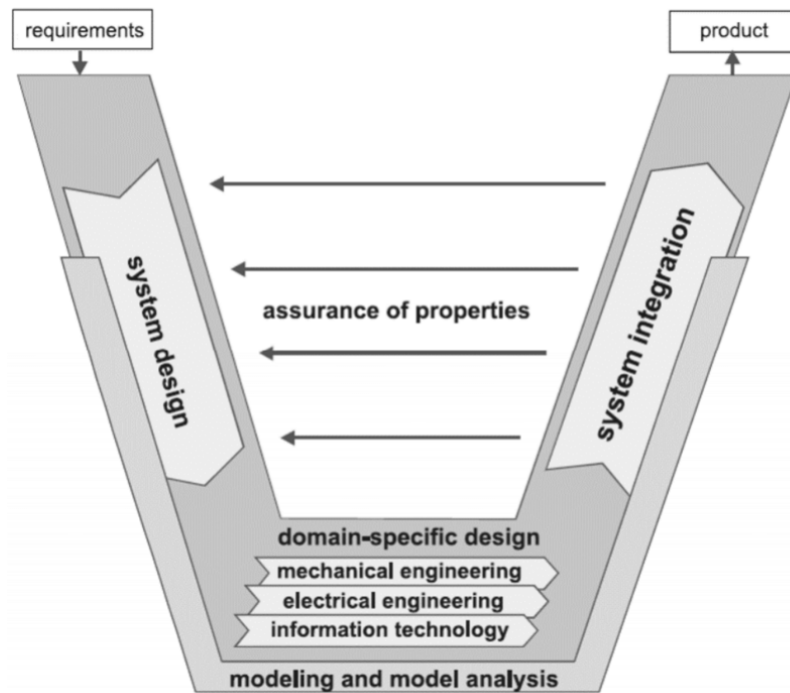 requirements
product
system design
assurance of properties
system integration
domain-specific design
mechanical engineering
electrical engineering
information technology
modeling and model analysis